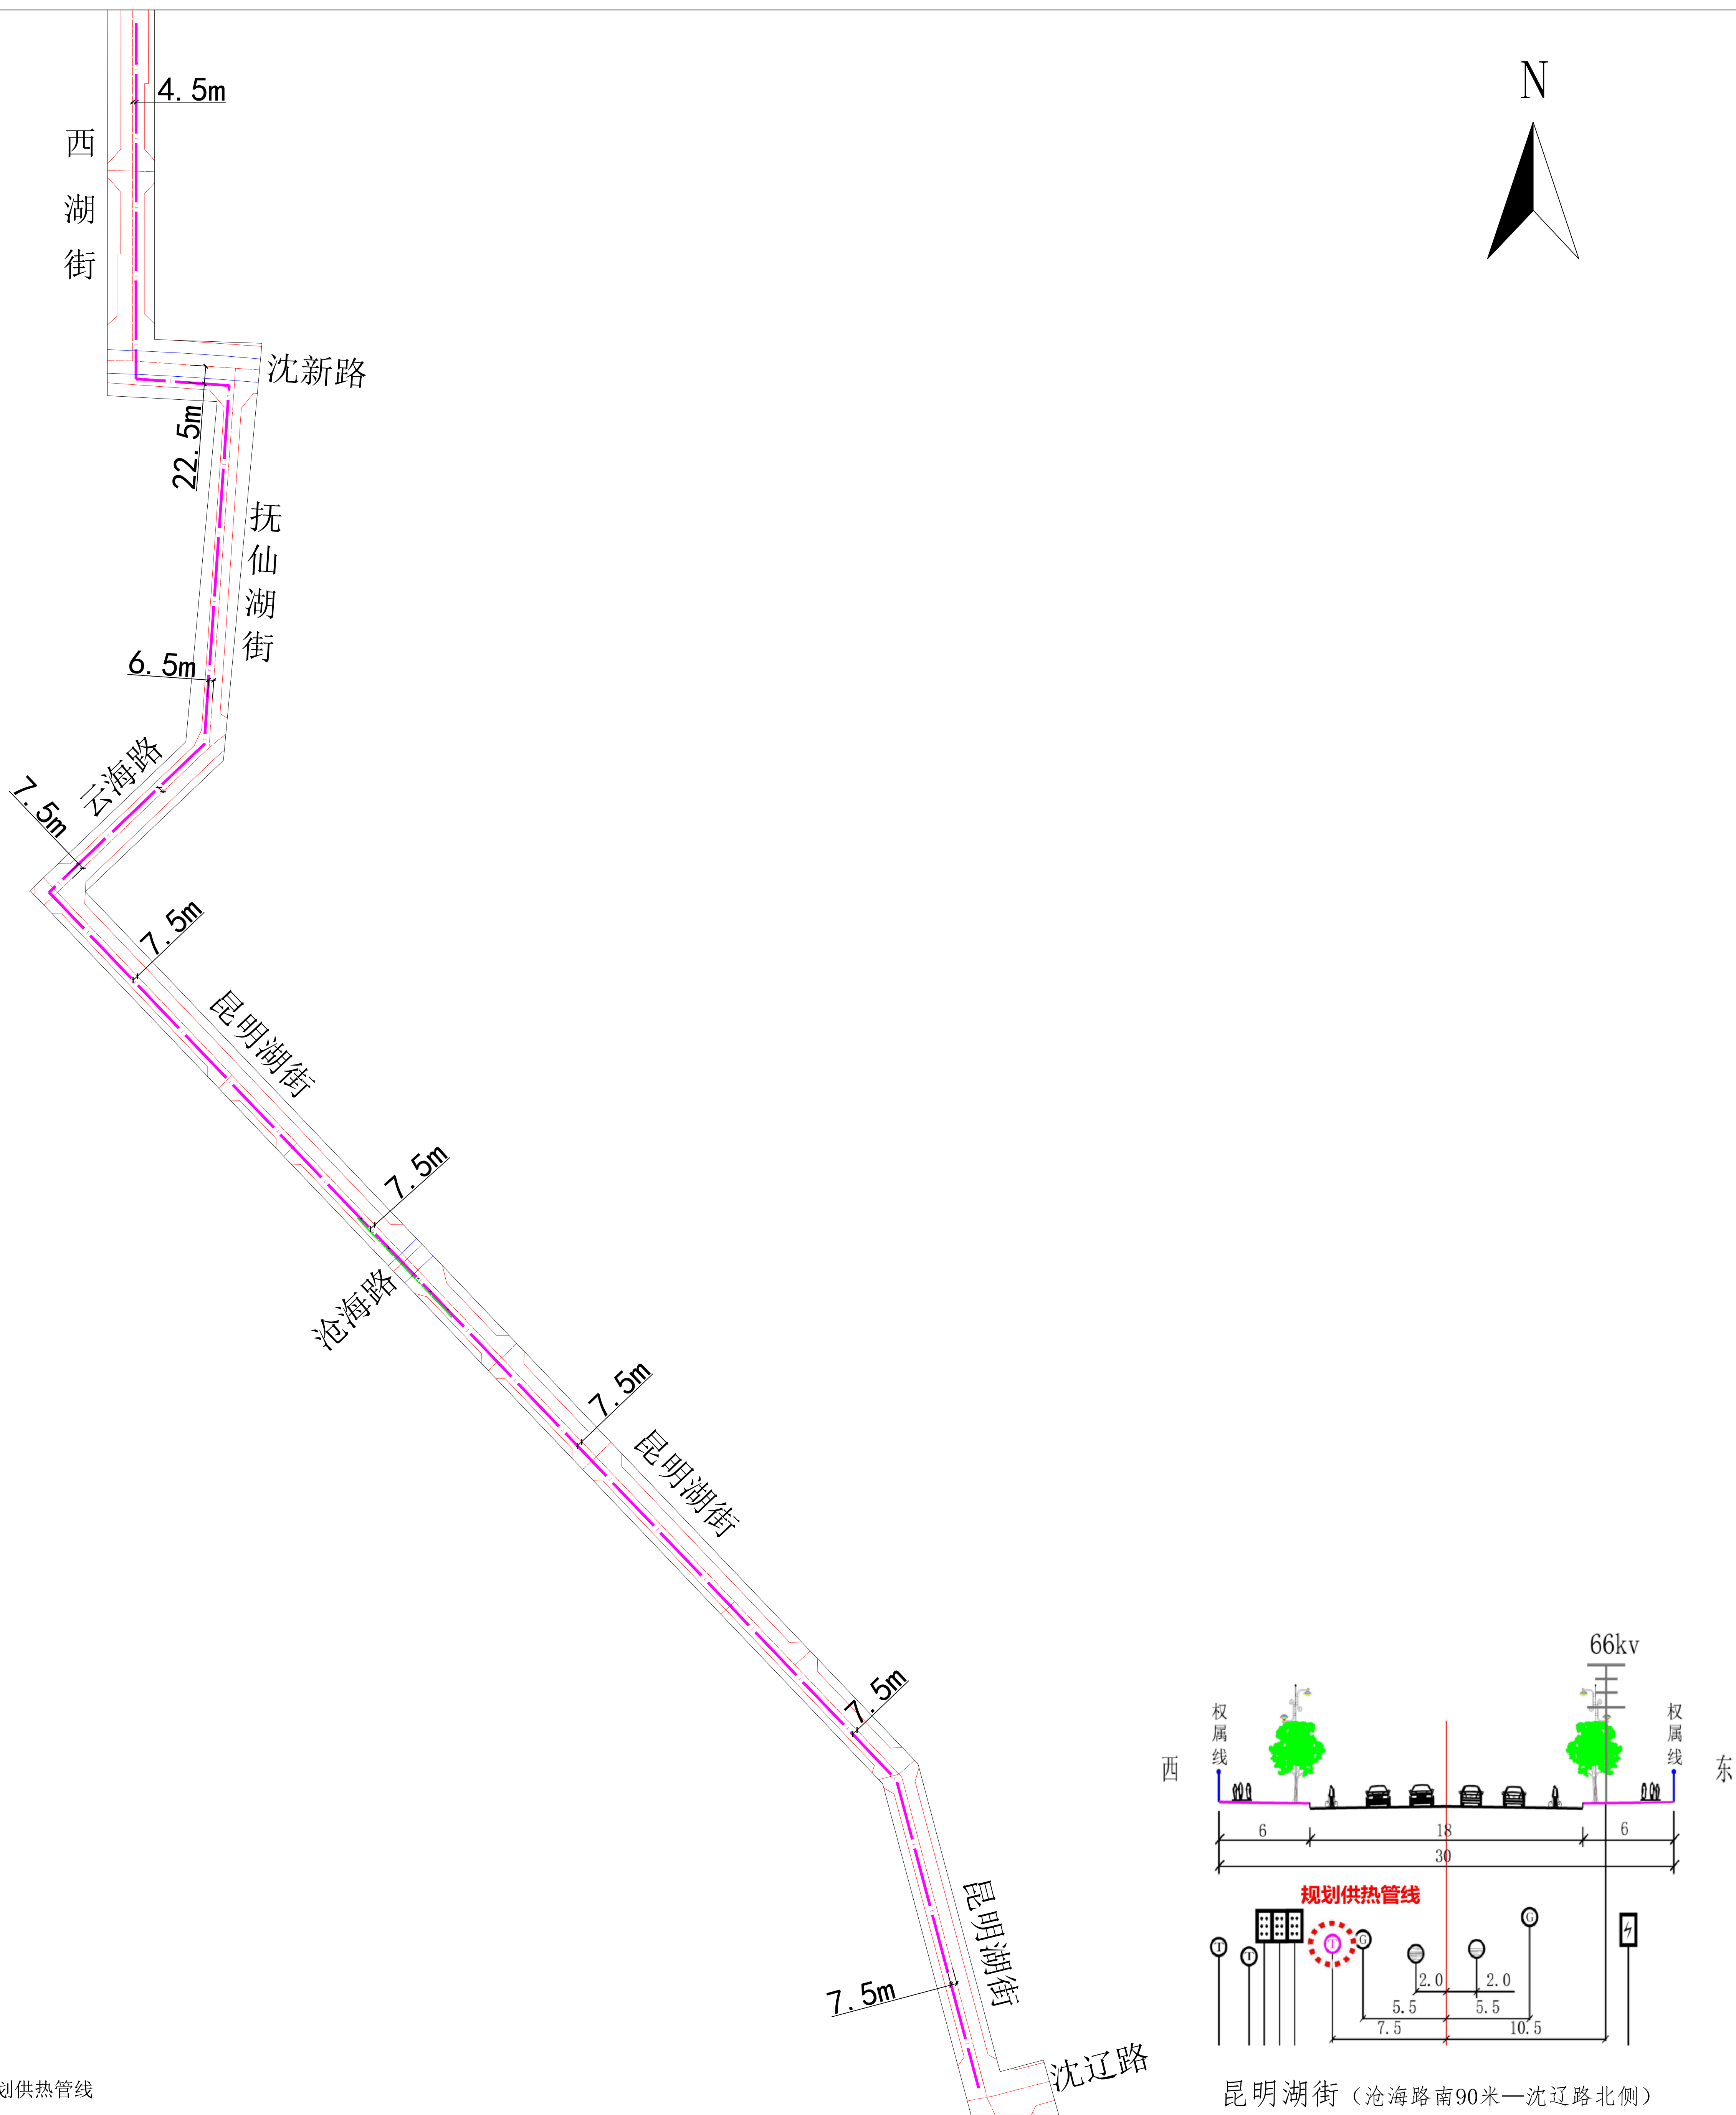 N
4.5m
西湖街
沈新路
22.5m
抚仙湖街
6.5m
云海路
7.5m
7.5m
昆明湖街
7.5m
沧海路
7.5m
昆明湖街
7.5m
昆明湖街
7.5m
沈辽路
划供热管线
66kv
权属线
权属线
西
东
6
18
6
30
规划供热管线
T
T
T
G
G
2.0
2.0
5.5
5.5
7.5
10.5
昆明湖街（沧海路南90米—沈辽路北侧）